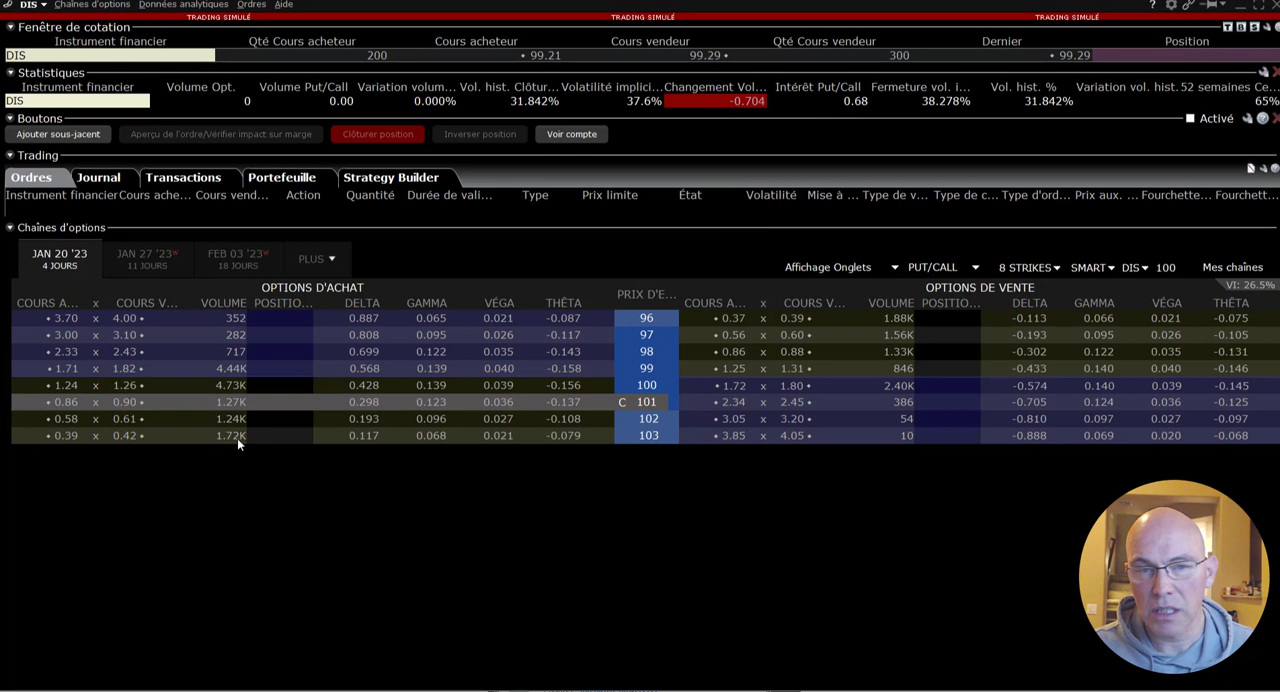 DIS ▾ Chaînes d'options Données analytiques Ordres Aide
TRADING SIMULÉ TRADING SIMULÉ TRADING SIMULÉ
Fenêtre de cotation T B S
Instrument financier Qté Cours acheteur Cours acheteur Cours vendeur Qté Cours vendeur Dernier Position
DIS 200 • 99.21 99.29 • 300 • 99.29
Statistiques
Instrument financier Volume Opt. Volume Put/Call Variation volum... Vol. hist. Clôtur... Volatilité implici... Changement Vol... Intérêt Put/Call Fermeture vol. i... Vol. hist. % Variation vol. hist. 52 semaines Ce...
DIS 0 0.00 0.000% 31.842% 37.6% -0.704 0.68 38.278% 31.842% 65%
Boutons
Ajouter sous-jacent Aperçu de l'ordre/Vérifier impact sur marge Clôturer position Inverser position Voir compte Activé
Trading
Ordres Journal Transactions Portefeuille Strategy Builder
Instrument financier Cours ache... Cours vend... Action Quantité Durée de vali... Type Prix limite État Volatilité Mise à ... Type de v... Type de c... Type d'ord... Prix aux. ... Fourchette... Fourchett...
Chaînes d'options
JAN 20 '23 JAN 27 '23ᵂ FEB 03 '23ᵂ PLUS ▾
4 JOURS 11 JOURS 18 JOURS
Affichage Onglets ▾ PUT/CALL ▾ 8 STRIKES▾ SMART▾ DIS▾ 100 Mes chaînes
OPTIONS D'ACHAT PRIX D'E... OPTIONS DE VENTE VI: 26.5%
COURS A... x COURS V... VOLUME POSITIO... DELTA GAMMA VÉGA THÊTA COURS A... x COURS V... VOLUME POSITIO... DELTA GAMMA VÉGA THÊTA
• 3.70 x 4.00 • 352 0.887 0.065 0.021 -0.087 96 • 0.37 x 0.39 • 1.88K -0.113 0.066 0.021 -0.075
• 3.00 x 3.10 • 282 0.808 0.095 0.026 -0.117 97 • 0.56 x 0.60 • 1.56K -0.193 0.095 0.026 -0.106
• 2.33 x 2.43 • 717 0.699 0.122 0.035 -0.143 98 • 0.86 x 0.88 • 1.33K -0.302 0.122 0.035 -0.131
• 1.71 x 1.82 • 4.44K 0.568 0.139 0.040 -0.158 99 • 1.25 x 1.31 • 846 -0.433 0.140 0.040 -0.146
• 1.24 x 1.26 • 4.73K 0.428 0.139 0.039 -0.156 100 • 1.72 x 1.80 • 2.40K -0.574 0.140 0.039 -0.145
• 0.86 x 0.90 • 1.27K 0.298 0.123 0.036 -0.137 C 101 • 2.34 x 2.45 • 386 -0.705 0.124 0.036 -0.125
• 0.58 x 0.61 • 1.24K 0.193 0.096 0.027 -0.108 102 • 3.05 x 3.20 • 54 -0.810 0.097 0.027 -0.097
• 0.39 x 0.42 • 1.72K 0.117 0.068 0.021 -0.079 103 • 3.85 x 4.05 • 10 -0.888 0.069 0.020 -0.068